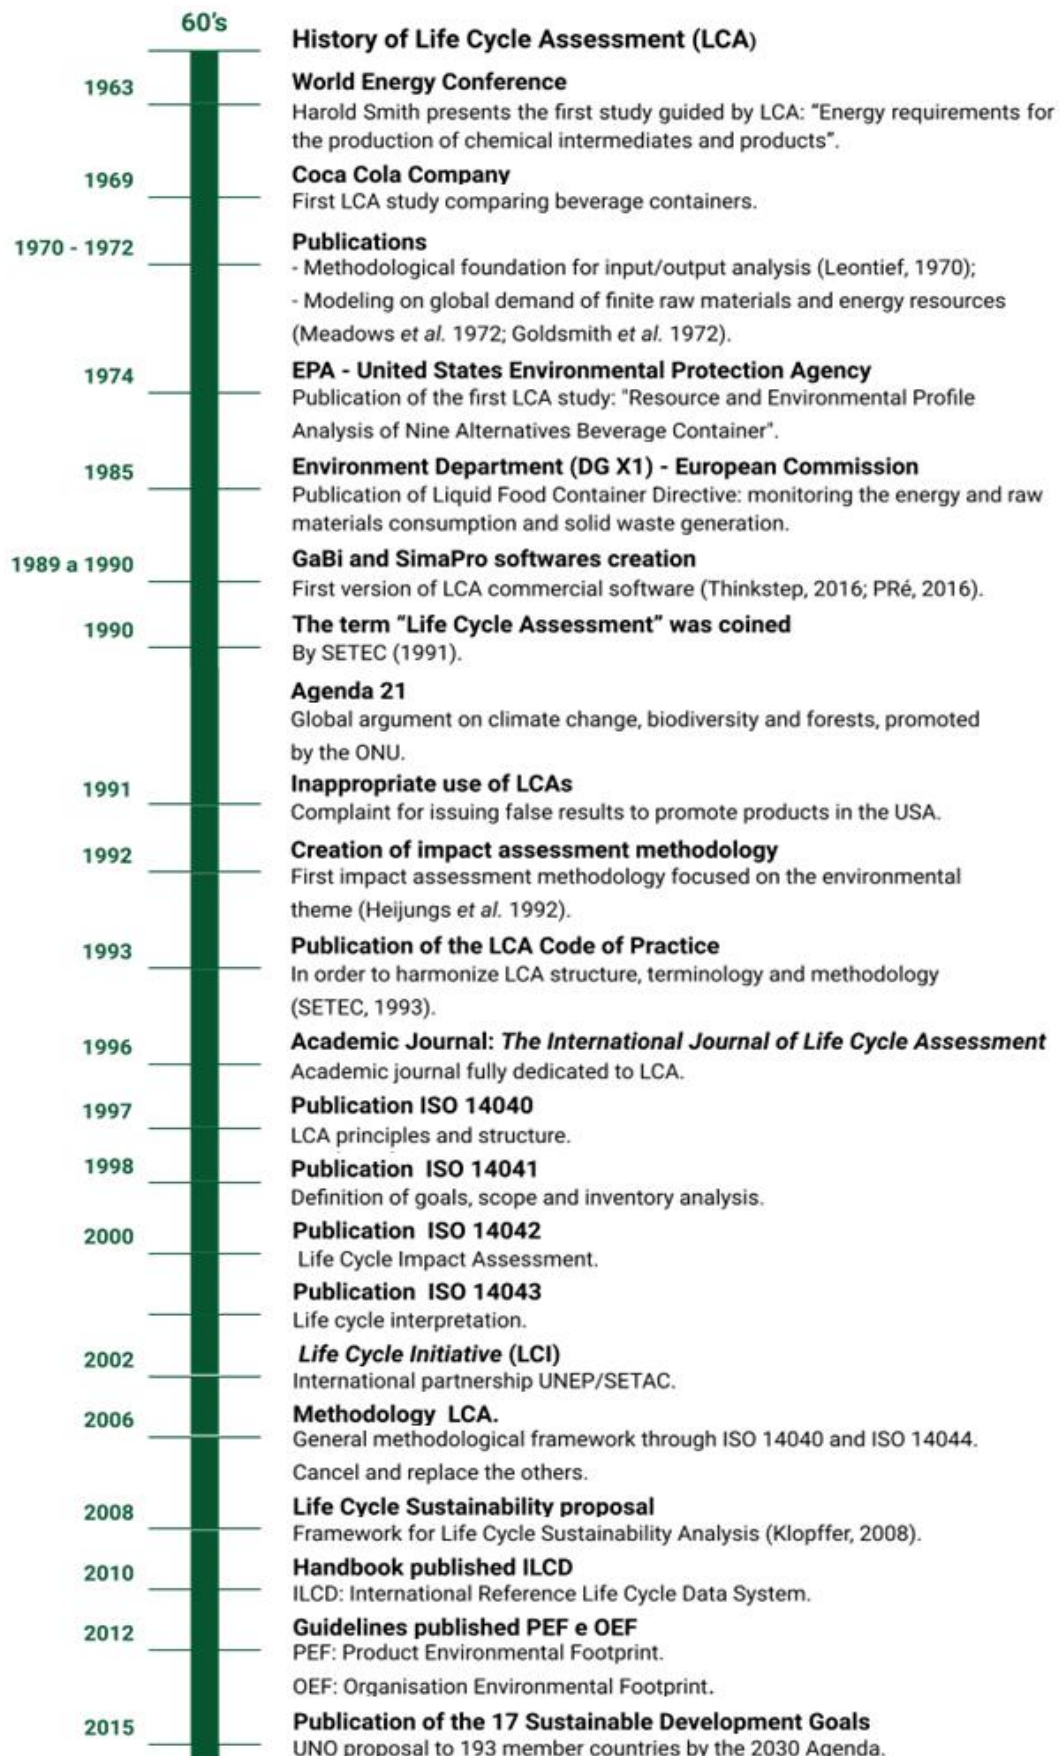 60's
History of Life Cycle Assessment (LCA)
1963
World Energy Conference
Harold Smith presents the first study guided by LCA: “Energy requirements for
the production of chemical intermediates and products”.
1969
Coca Cola Company
First LCA study comparing beverage containers.
1970 - 1972
Publications
- Methodological foundation for input/output analysis (Leontief, 1970);
- Modeling on global demand of finite raw materials and energy resources
(Meadows et al. 1972; Goldsmith et al. 1972).
1974
EPA - United States Environmental Protection Agency
Publication of the first LCA study: "Resource and Environmental Profile
Analysis of Nine Alternatives Beverage Container".
1985
Environment Department (DG X1) - European Commission
Publication of Liquid Food Container Directive: monitoring the energy and raw
materials consumption and solid waste generation.
1989 a 1990
GaBi and SimaPro softwares creation
First version of LCA commercial software (Thinkstep, 2016; PRé, 2016).
1990
The term “Life Cycle Assessment” was coined
By SETEC (1991).
Agenda 21
Global argument on climate change, biodiversity and forests, promoted
by the ONU.
1991
Inappropriate use of LCAs
Complaint for issuing false results to promote products in the USA.
1992
Creation of impact assessment methodology
First impact assessment methodology focused on the environmental
theme (Heijungs et al. 1992).
1993
Publication of the LCA Code of Practice
In order to harmonize LCA structure, terminology and methodology
(SETEC, 1993).
1996
Academic Journal: The International Journal of Life Cycle Assessment
Academic journal fully dedicated to LCA.
1997
Publication ISO 14040
LCA principles and structure.
1998
Publication ISO 14041
Definition of goals, scope and inventory analysis.
2000
Publication ISO 14042
Life Cycle Impact Assessment.
Publication ISO 14043
Life cycle interpretation.
2002
Life Cycle Initiative (LCI)
International partnership UNEP/SETAC.
2006
Methodology LCA.
General methodological framework through ISO 14040 and ISO 14044.
Cancel and replace the others.
2008
Life Cycle Sustainability proposal
Framework for Life Cycle Sustainability Analysis (Klopffer, 2008).
2010
Handbook published ILCD
ILCD: International Reference Life Cycle Data System.
2012
Guidelines published PEF e OEF
PEF: Product Environmental Footprint.
OEF: Organisation Environmental Footprint.
2015
Publication of the 17 Sustainable Development Goals
UNO proposal to 193 member countries by the 2030 Agenda.